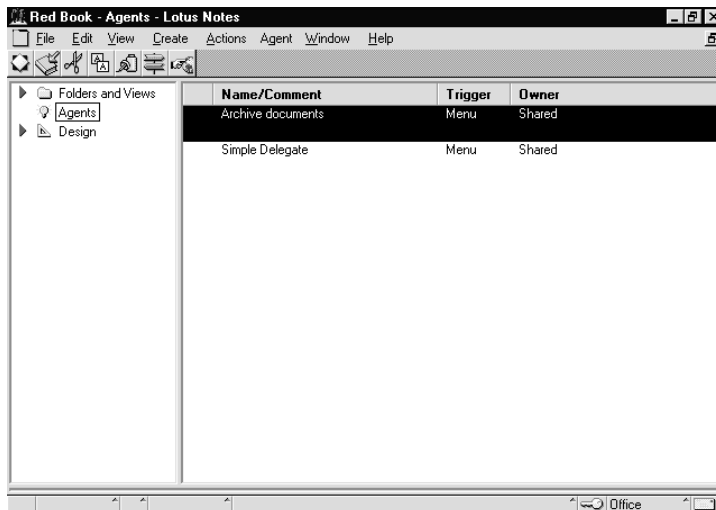 Red Book - Agents - Lotus Notes
File Edit View Create Actions Agent Window Help
Folders and Views
Agents
Design
Name/Comment Trigger Owner
Archive documents Menu Shared
Simple Delegate Menu Shared
Office